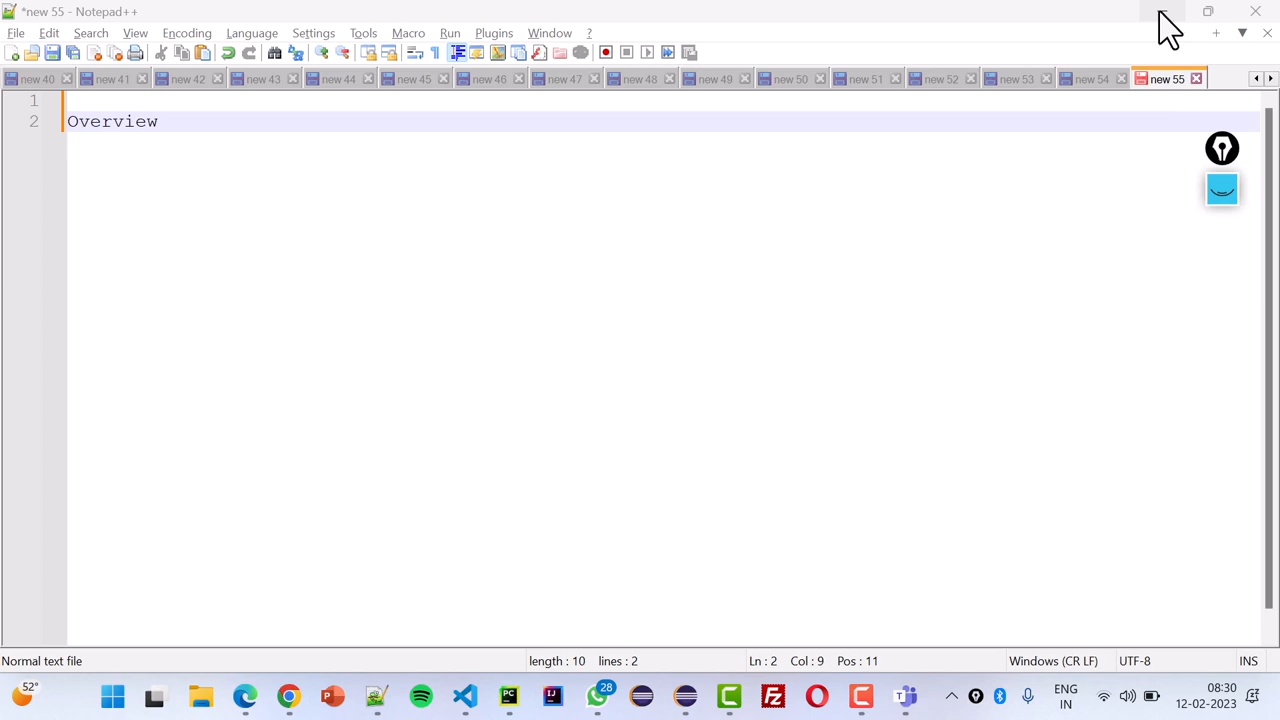 *new 55 - Notepad++
File Edit Search View Encoding Language Settings Tools Macro Run Plugins Window ?
new 40 new 41 new 42 new 43 new 44 new 45 new 46 new 47 new 48 new 49 new 50 new 51 new 52 new 53 new 54 new 55
1
2 Overview
Normal text file length : 10 lines : 2 Ln : 2 Col : 9 Pos : 11 Windows (CR LF) UTF-8 INS
52° 28 ENG 08:30
IN 12-02-2023